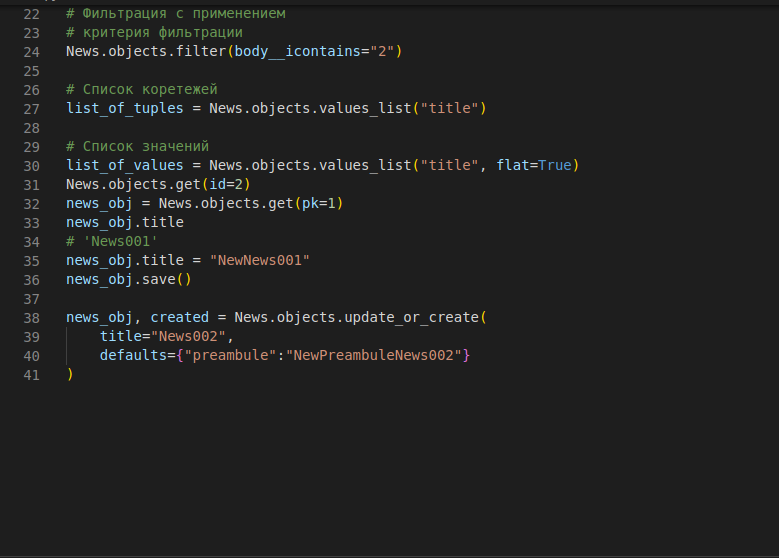 22 # Фильтрация с применением
23 # критерия фильтрации
24 News.objects.filter(body__icontains="2")
25
26 # Список коретежей
27 list_of_tuples = News.objects.values_list("title")
28
29 # Список значений
30 list_of_values = News.objects.values_list("title", flat=True)
31 News.objects.get(id=2)
32 news_obj = News.objects.get(pk=1)
33 news_obj.title
34 # 'News001'
35 news_obj.title = "NewNews001"
36 news_obj.save()
37
38 news_obj, created = News.objects.update_or_create(
39     title="News002",
40     defaults={"preambule":"NewPreambuleNews002"}
41 )